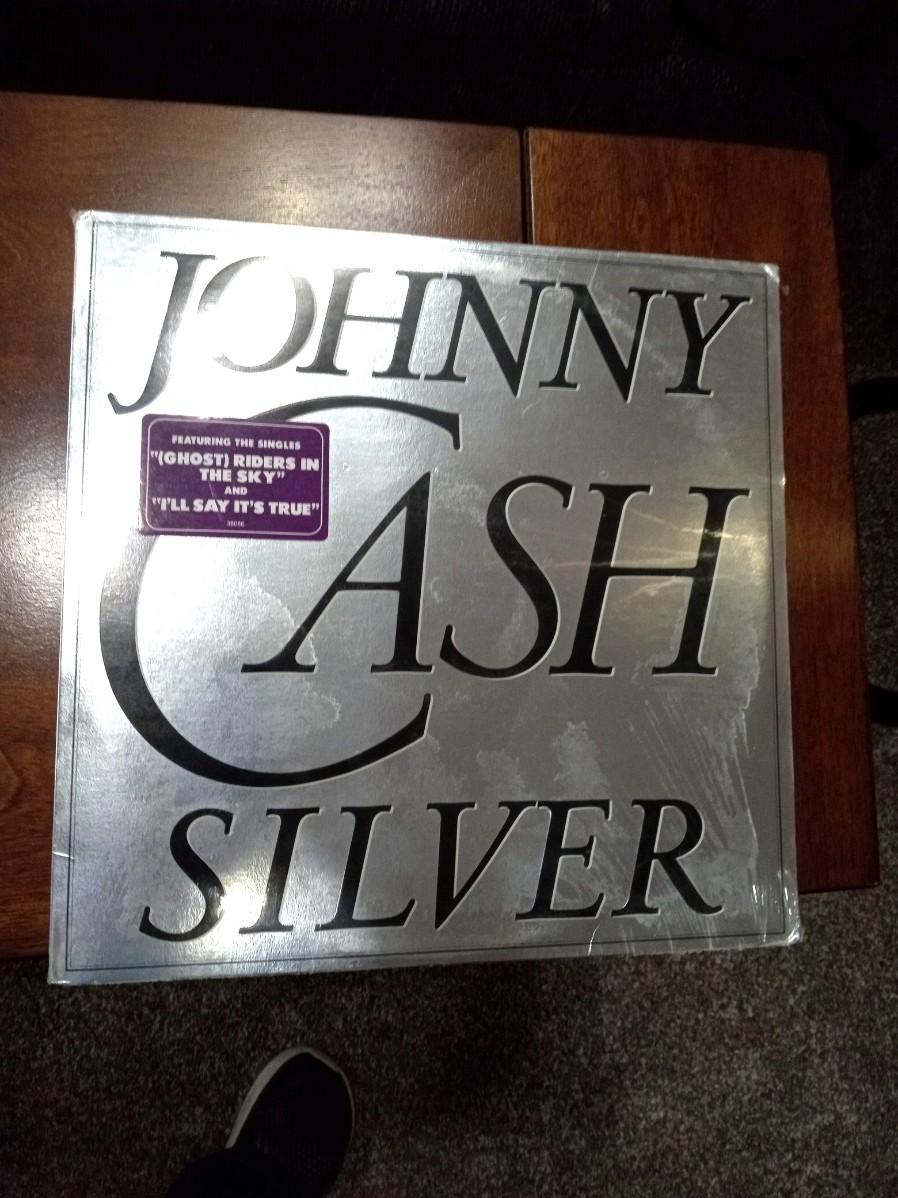 JOHNNY
CASH
FEATURING THE SINGLES
"(GHOST) RIDERS IN
THE SKY"
AND
"I'LL SAY IT'S TRUE"
SILVER